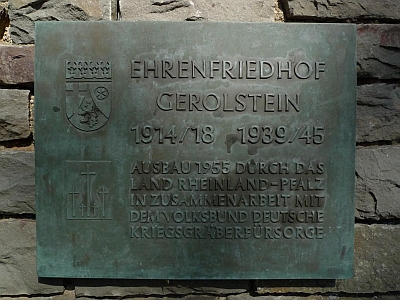 EHRENFRIEDHOF
GEROLSTEIN
1914/18 1939/45
AUSBAU 1955 DURCH DAS
LAND RHEINLAND-PFALZ
IN ZUSAMMENARBEIT MIT
DEM VOLKSBUND DEUTSCHE
KRIEGSGRÄBERFÜRSORGE